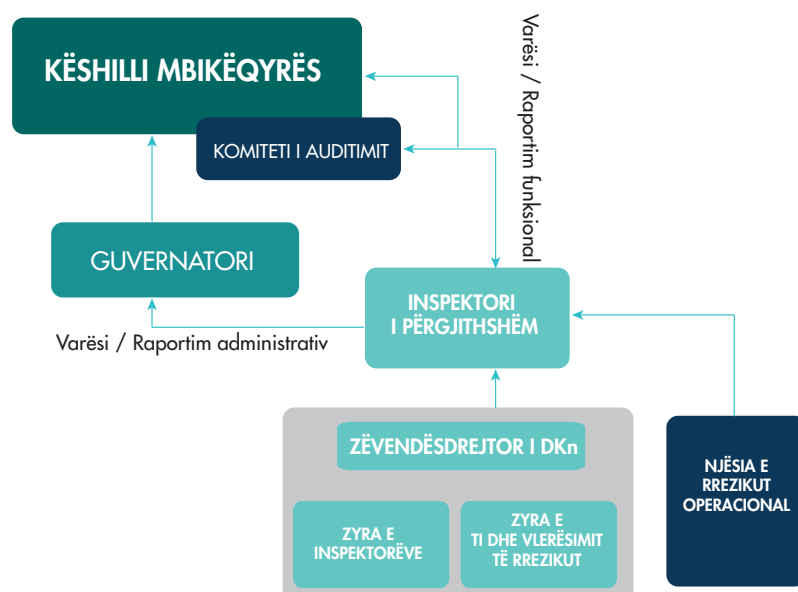 KËSHILLI MBIKËQYRËS
KOMITETI I AUDITIMIT
Varësi / Raportim funksional
GUVERNATORI
INSPEKTORI
I PËRGJITHSHËM
Varësi / Raportim administrativ
ZËVENDËSDREJTOR I DKn
ZYRA E
INSPEKTORËVE
ZYRA E
TI DHE VLERËSIMIT
TË RREZIKUT
NJËSIA E
RREZIKUT
OPERACIONAL